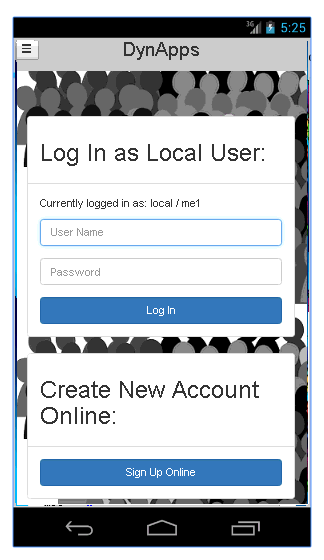 3G 5:25
DynApps
Log In as Local User:
Currently logged in as: local / me1
User Name
Password
Log In
Create New Account
Online:
Sign Up Online